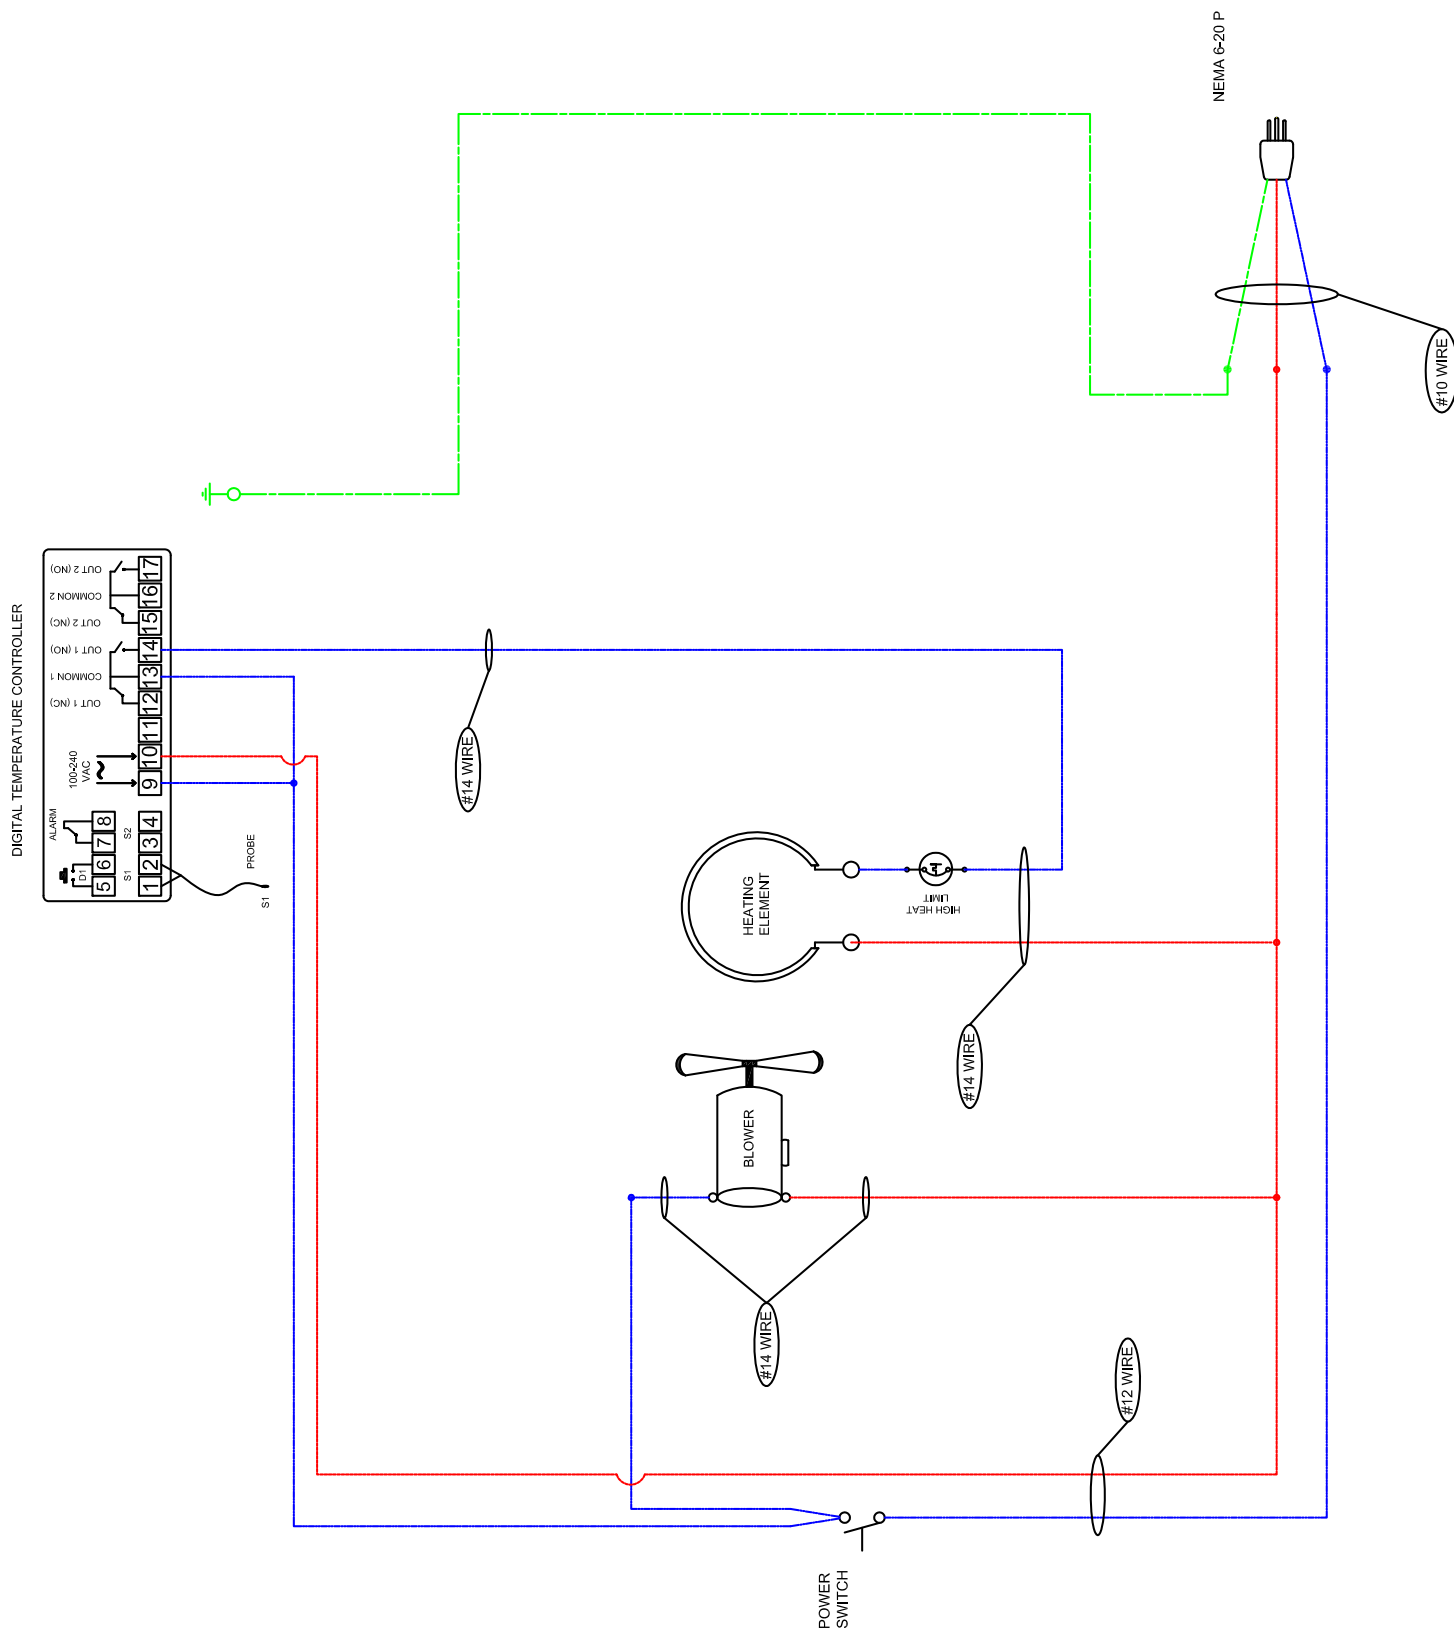 DIGITAL TEMPERATURE CONTROLLER
ALARM
D1
5
6
7
8
S1
S2
1
2
3
4
100-240
VAC
9
10
11
12
13
14
15
16
17
OUT 1 (NC)
COMMON 1
OUT 1 (NO)
OUT 2 (NC)
COMMON 2
OUT 2 (NO)
S1
PROBE
#14 WIRE
HEATING
ELEMENT
HIGH HEAT
LIMIT
#14 WIRE
BLOWER
#14 WIRE
#12 WIRE
POWER
SWITCH
NEMA 6-20 P
#10 WIRE